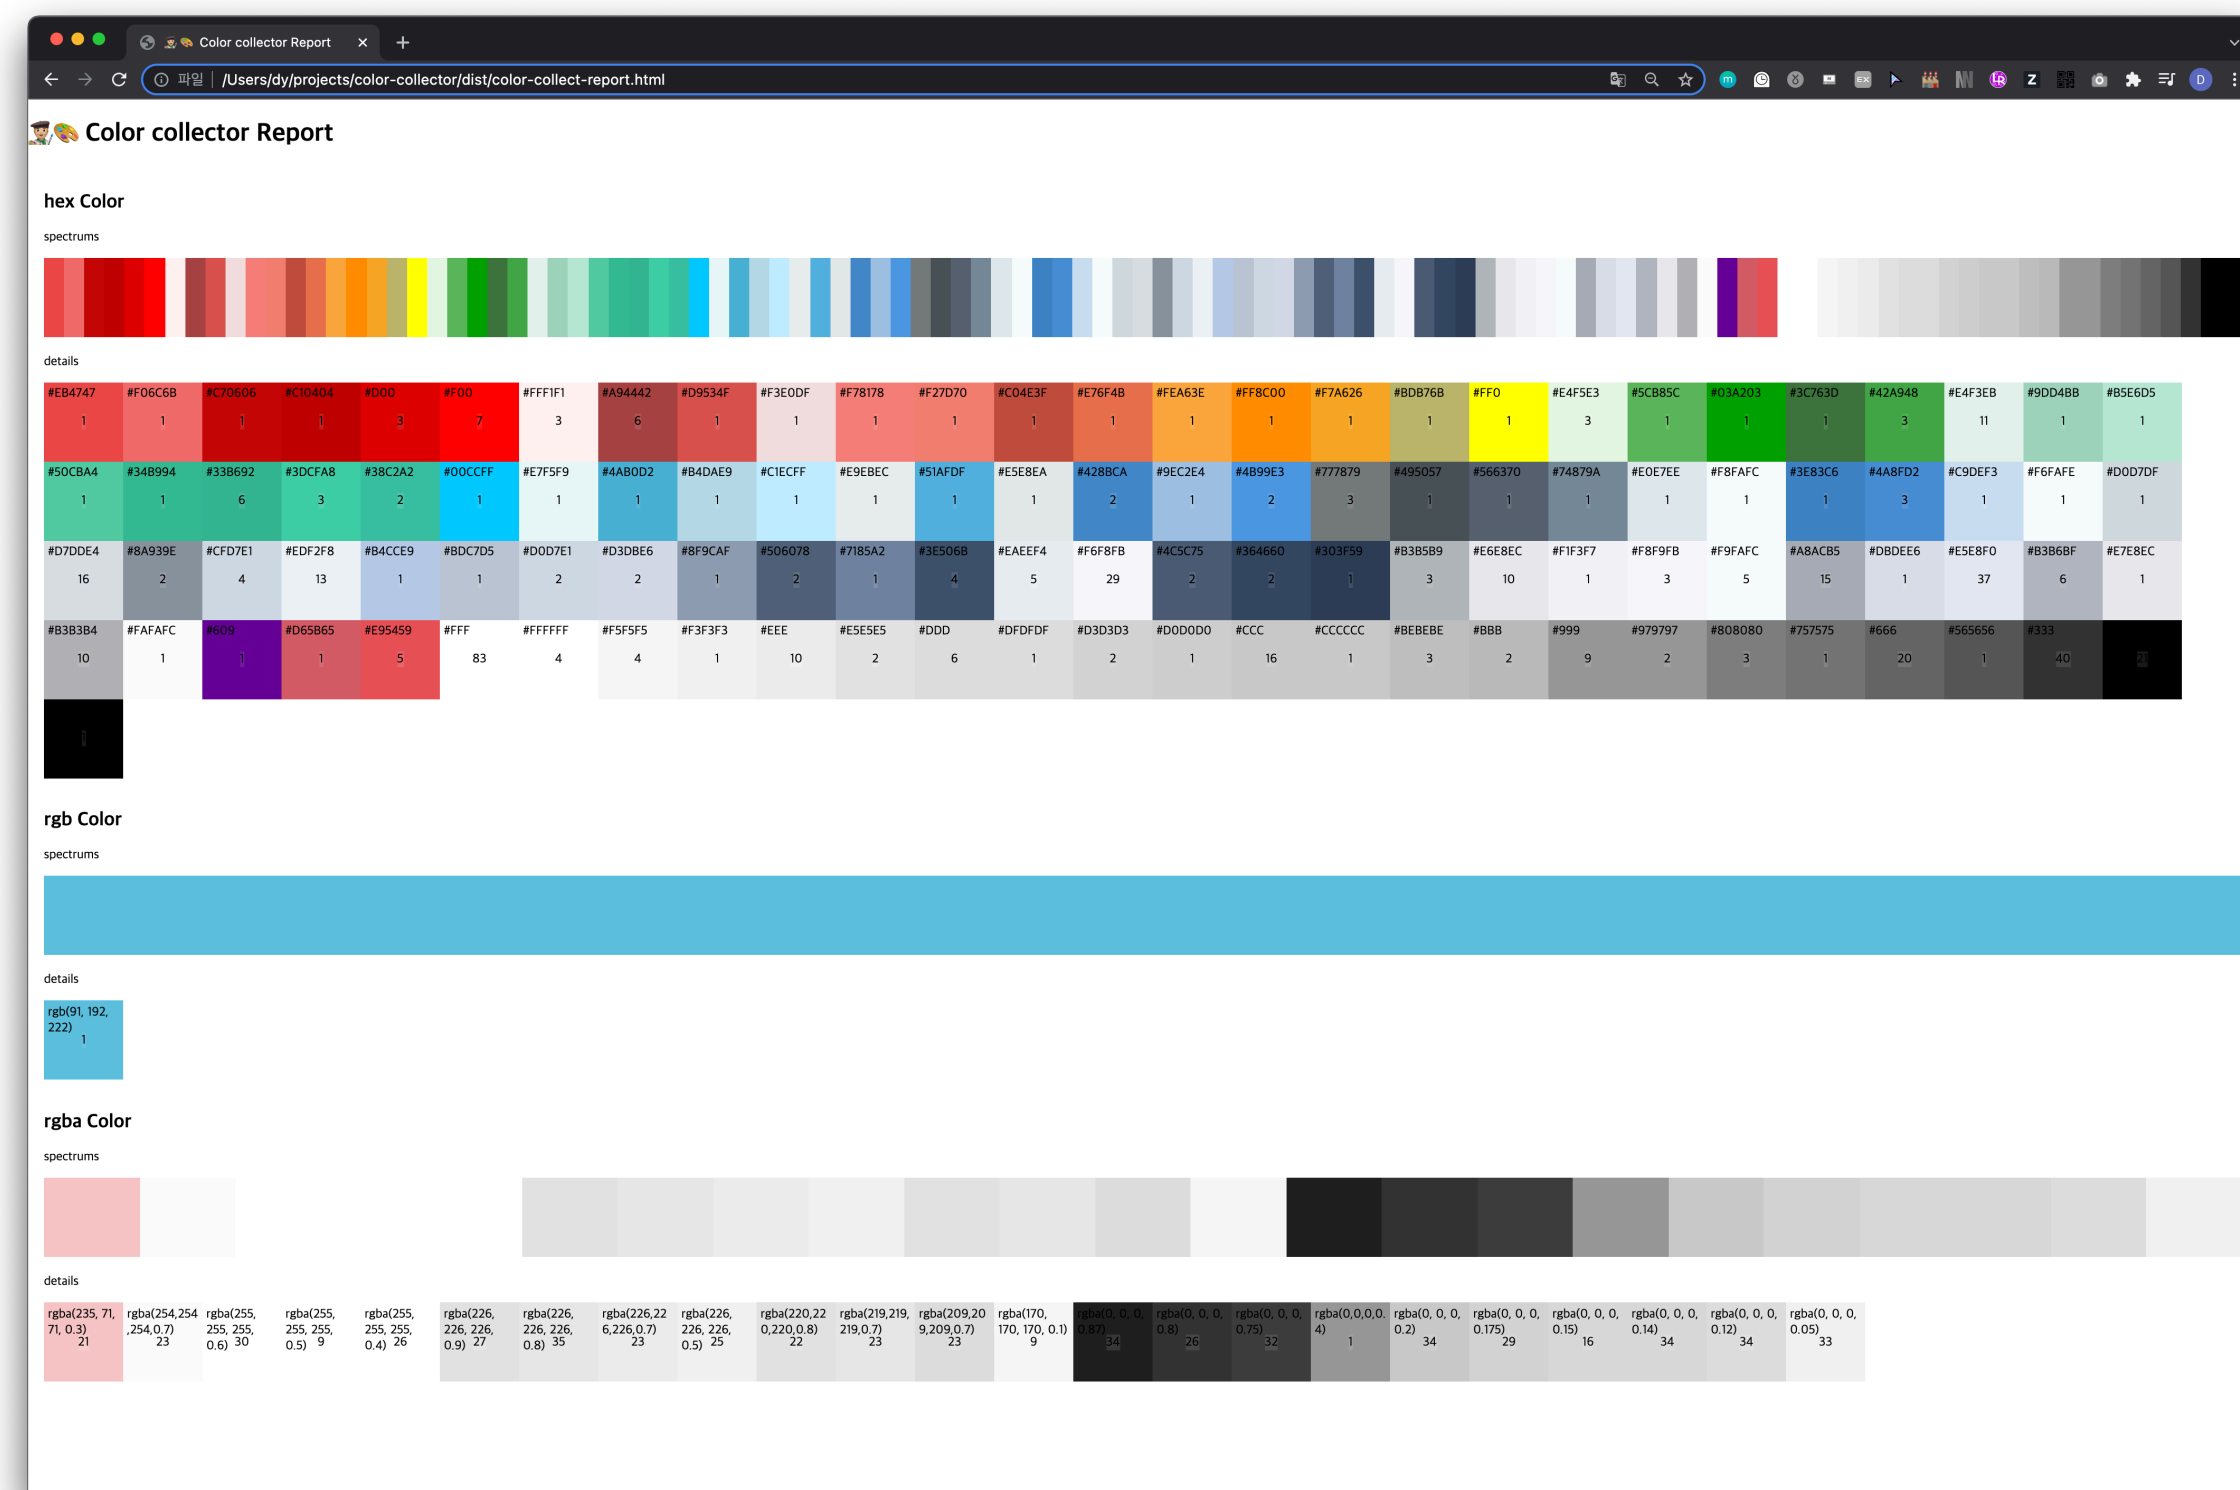 Color collector Report
파일 /Users/dy/projects/color-collector/dist/color-collect-report.html
Color collector Report
hex Color
spectrums
details
#EB4747 #F06C6B #C70606 #C10404 #D00 #F00 #FFF1F1 #A94442 #D9534F #F3E0DF #F78178 #F27D70 #C04E3F #E76F4B #FEA63E #FF8C00 #F7A626 #BDB76B #FF0 #E4F5E3 #5CB85C #03A203 #3C763D #42A948 #E4F3EB #9DD4BB #B5E6D5
1 1 1 1 3 7 3 6 1 1 1 1 1 1 1 1 1 1 1 3 1 1 1 3 11 1 1
#50CBA4 #34B994 #33B692 #3DCFA8 #38C2A2 #00CCFF #E7F5F9 #4AB0D2 #B4DAE9 #C1ECFF #E9EBEC #51AFDF #E5E8EA #428BCA #9EC2E4 #4B99E3 #777879 #495057 #566370 #74879A #E0E7EE #F8FAFC #3E83C6 #4A8FD2 #C9DEF3 #F6FAFE #D0D7DF
1 1 6 3 2 1 1 1 1 1 1 1 1 2 1 2 3 1 1 1 1 1 1 3 1 1 1
#D7DDE4 #8A939E #CFD7E1 #EDF2F8 #B4CCE9 #BDC7D5 #D0D7E1 #D3DBE6 #8F9CAF #506078 #7185A2 #3E506B #EAEEF4 #F6F8FB #4C5C75 #364660 #303F59 #B3B5B9 #E6E8EC #F1F3F7 #F8F9FB #F9FAFC #A8ACB5 #DBDEE6 #E5E8F0 #B3B6BF #E7E8EC
16 2 4 13 1 1 2 2 1 2 1 4 5 29 2 2 1 3 10 1 3 5 15 1 37 6 1
#B3B3B4 #FAFAFC #609 #D65B65 #E95459 #FFF #FFFFFF #F5F5F5 #F3F3F3 #EEE #E5E5E5 #DDD #DFDFDF #D3D3D3 #D0D0D0 #CCC #CCCCCC #BEBEBE #BBB #999 #979797 #808080 #757575 #666 #565656 #333
10 1 1 1 5 83 4 4 1 10 2 6 1 2 1 16 1 3 2 9 2 3 1 20 1 40 21
rgb Color
spectrums
details
rgb(91, 192,
222)
1
rgba Color
spectrums
details
rgba(235, 71, rgba(254,254 rgba(255, rgba(255, rgba(255, rgba(226, rgba(226, rgba(226,22 rgba(226, rgba(220,22 rgba(219,219, rgba(209,20 rgba(170, rgba(0, 0, 0, rgba(0, 0, 0, rgba(0, 0, 0, rgba(0,0,0,0. rgba(0, 0, 0, rgba(0, 0, 0, rgba(0, 0, 0, rgba(0, 0, 0, rgba(0, 0, 0, rgba(0, 0, 0,
71, 0.3) ,254,0.7) 255, 255, 255, 255, 255, 255, 226, 226, 226, 226, 6,226,0.7) 226, 226, 0,220,0.8) 219,0.7) 9,209,0.7) 170, 170, 0.1) 0.87) 0.8) 0.75) 4) 0.2) 0.175) 0.15) 0.14) 0.12) 0.05)
21 23 0.6) 30 0.5) 9 0.4) 26 0.9) 27 0.8) 35 23 0.5) 25 22 23 23 9 34 26 32 1 34 29 16 34 34 33